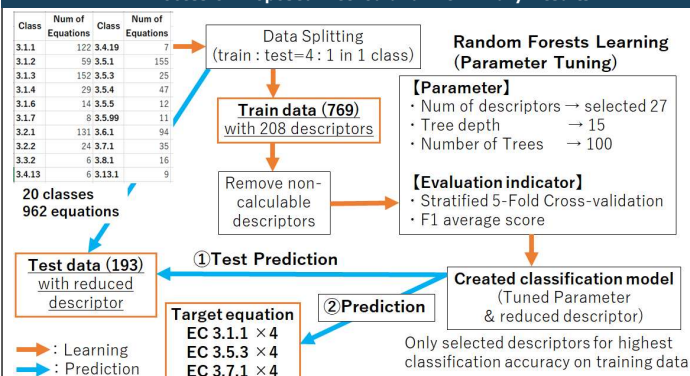 Class Num of Equations Class Num of Equations
3.1.1 122 3.4.19 7
3.1.2 59 3.5.1 155
3.1.3 152 3.5.3 25
3.1.4 29 3.5.4 47
3.1.6 14 3.5.5 12
3.1.7 8 3.5.99 11
3.2.1 131 3.6.1 94
3.2.2 24 3.7.1 35
3.3.2 6 3.8.1 16
3.4.13 6 3.13.1 9
20 classes
962 equations
Data Splitting
(train : test=4 : 1 in 1 class)
Train data (769)
with 208 descriptors
Remove non-
calculable
descriptors
Random Forests Learning
(Parameter Tuning)
【Parameter】
・Num of descriptors → selected 27
・Tree depth → 15
・Number of Trees → 100
【Evaluation indicator】
・Stratified 5-Fold Cross-validation
・F1 average score
Created classification model
(Tuned Parameter
& reduced descriptor)
Only selected descriptors for highest
classification accuracy on training data
①Test Prediction
②Prediction
Test data (193)
with reduced
descriptor
Target equation
EC 3.1.1 ×4
EC 3.5.3 ×4
EC 3.7.1 ×4
: Learning
: Prediction